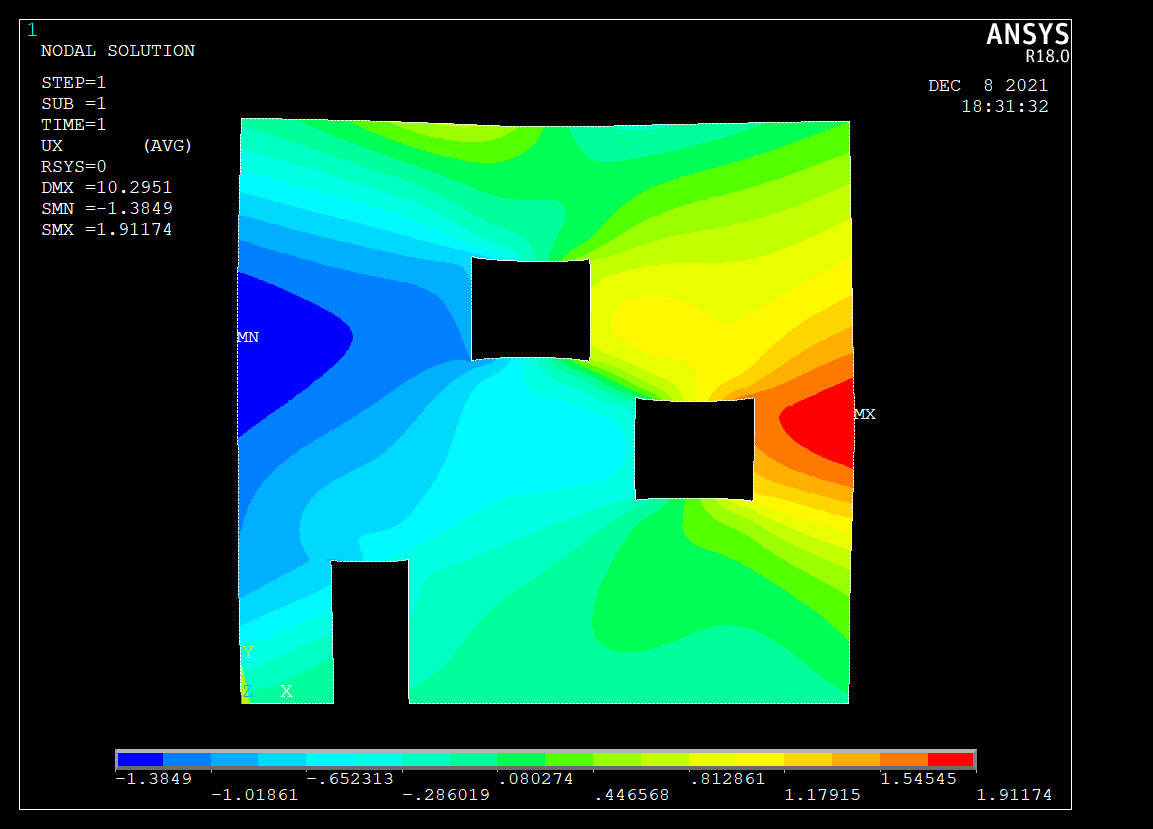 1
ANSYS
R18.0
NODAL SOLUTION
DEC 8 2021
18:31:32
STEP=1
SUB =1
TIME=1
UX (AVG)
RSYS=0
DMX =10.2951
SMN =-1.3849
SMX =1.91174
MN
MX
Y
Z X
-1.3849 -.652313 .080274 .812861 1.54545
-1.01861 -.286019 .446568 1.17915 1.91174